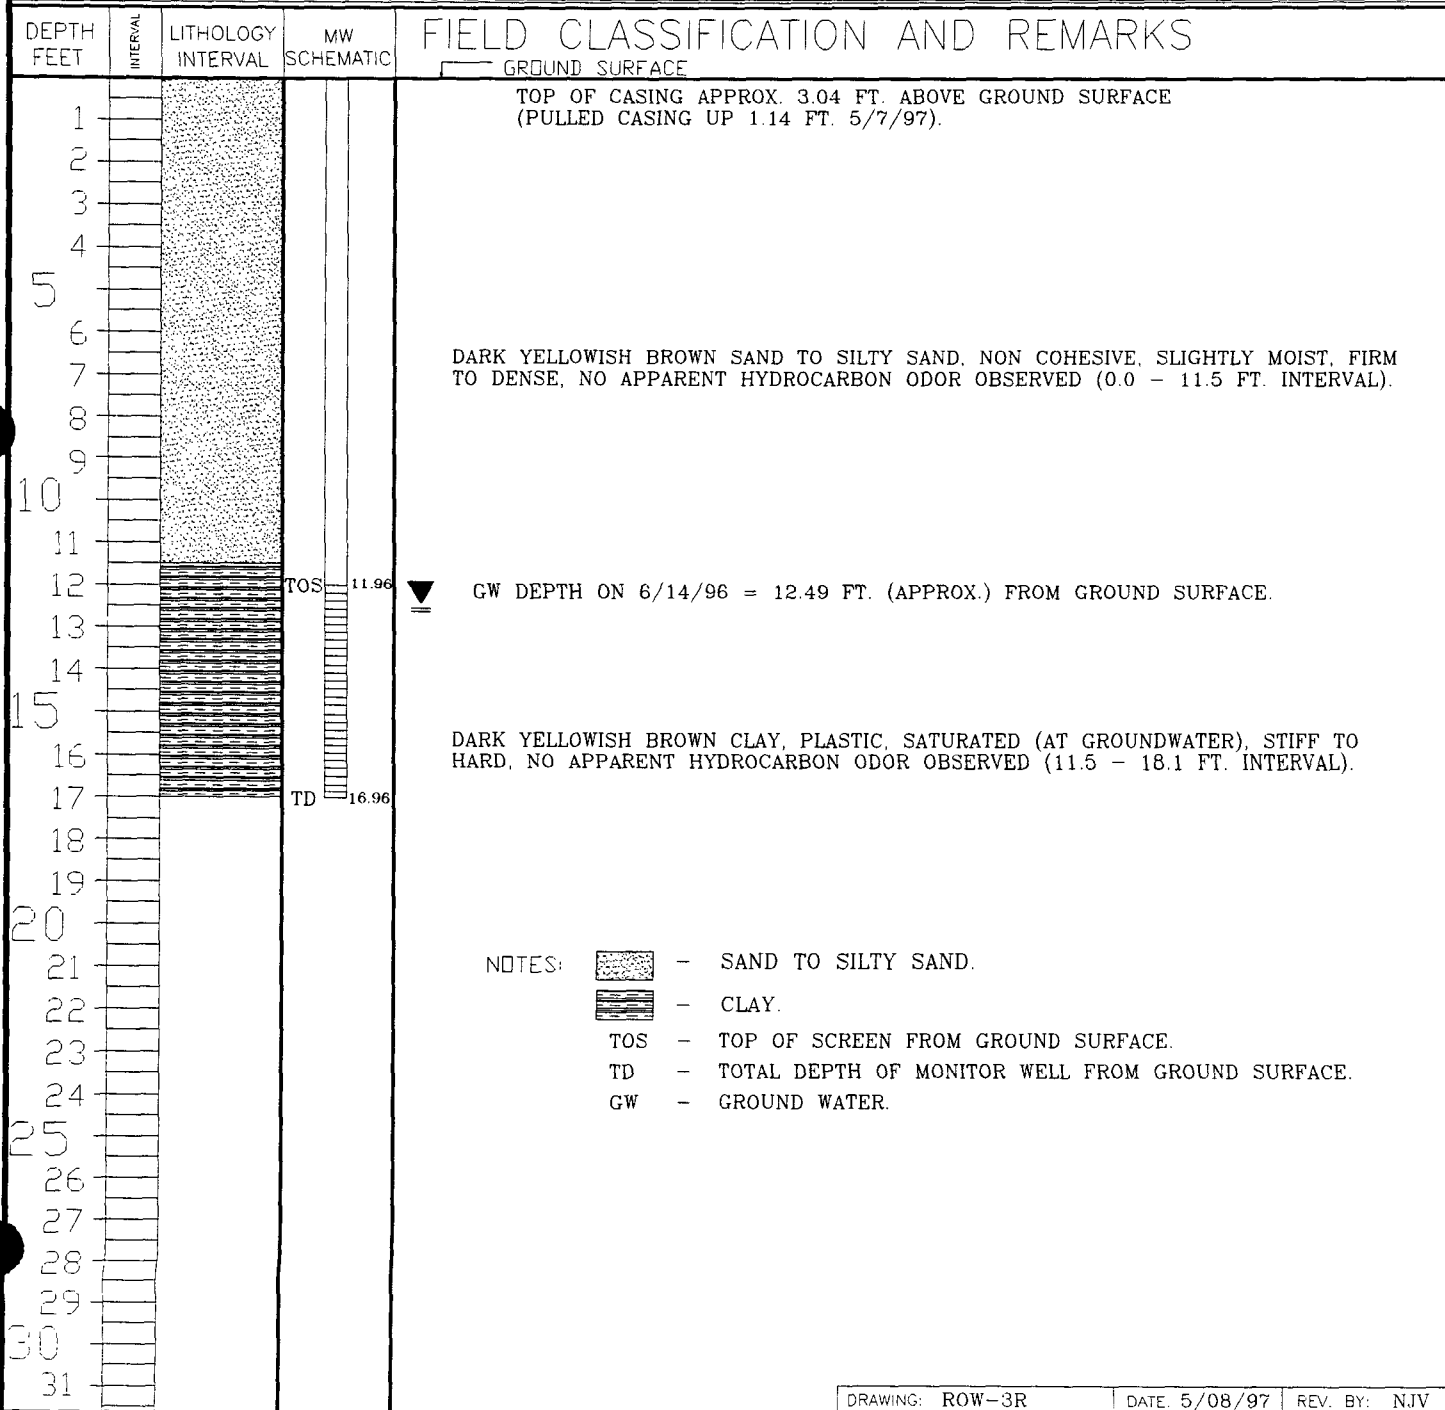 DEPTH FEET
INTERVAL
LITHOLOGY INTERVAL
MW SCHEMATIC
FIELD CLASSIFICATION AND REMARKS
GROUND SURFACE
TOP OF CASING APPROX. 3.04 FT. ABOVE GROUND SURFACE
(PULLED CASING UP 1.14 FT. 5/7/97).
1
2
3
4
5
6
DARK YELLOWISH BROWN SAND TO SILTY SAND, NON COHESIVE, SLIGHTLY MOIST, FIRM
TO DENSE, NO APPARENT HYDROCARBON ODOR OBSERVED (0.0 – 11.5 FT. INTERVAL).
7
8
9
10
11
12
TOS 11.96
GW DEPTH ON 6/14/96 = 12.49 FT. (APPROX.) FROM GROUND SURFACE.
13
14
15
DARK YELLOWISH BROWN CLAY, PLASTIC, SATURATED (AT GROUNDWATER), STIFF TO
HARD, NO APPARENT HYDROCARBON ODOR OBSERVED (11.5 – 18.1 FT. INTERVAL).
16
17
TD 16.96
18
19
20
21
NOTES: – SAND TO SILTY SAND.
22
– CLAY.
23
TOS – TOP OF SCREEN FROM GROUND SURFACE.
24
TD – TOTAL DEPTH OF MONITOR WELL FROM GROUND SURFACE.
GW – GROUND WATER.
25
26
27
28
29
30
31
DRAWING: ROW-3R DATE: 5/08/97 REV. BY: NJV